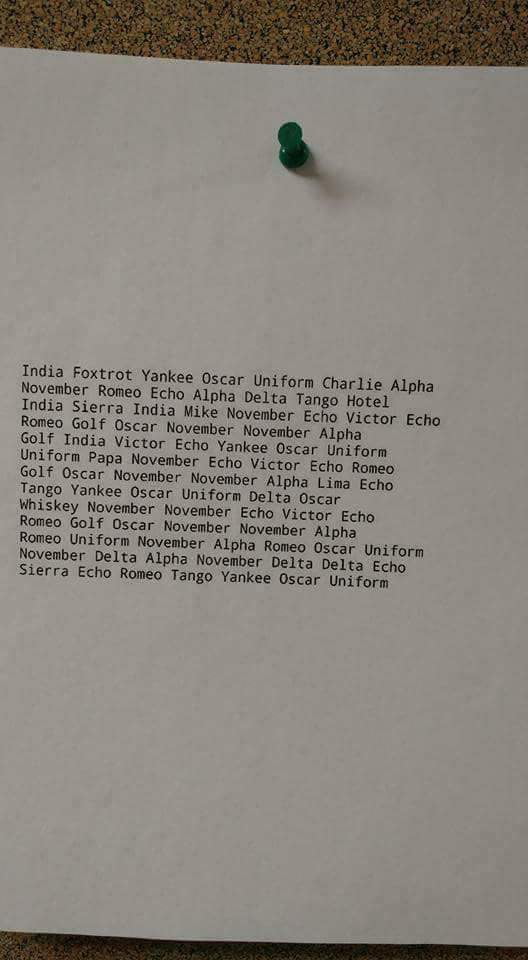 India Foxtrot Yankee Oscar Uniform Charlie Alpha
November Romeo Echo Alpha Delta Tango Hotel
India Sierra India Mike November Echo Victor Echo
Romeo Golf Oscar November November Alpha
Golf India Victor Echo Yankee Oscar Uniform
Uniform Papa November Echo Victor Echo Romeo
Golf Oscar November November Alpha Lima Echo
Tango Yankee Oscar Uniform Delta Oscar
Whiskey November November Echo Victor Echo
Romeo Golf Oscar November November Alpha
Romeo Uniform November Alpha Romeo Oscar Uniform
November Delta Alpha November Delta Delta Echo
Sierra Echo Romeo Tango Yankee Oscar Uniform